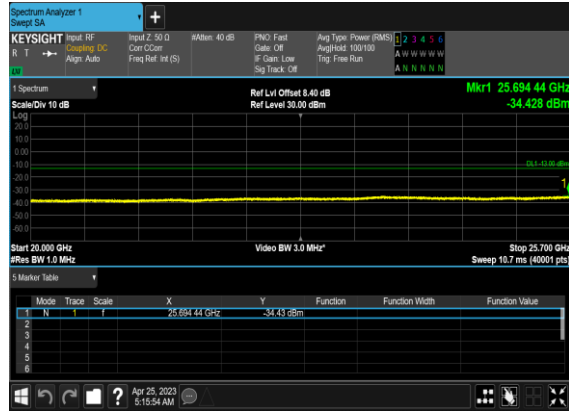 Spectrum Analyzer 1
Swept SA
KEYSIGHT Input: RF Input Z: 50 Ω #Atten: 40 dB PNO: Fast Avg Type: Power (RMS) 1 2 3 4 5 6
R T Coupling: DC Corr CCorr Gate: Off Avg|Hold: 100/100 A W W W W W
Align: Auto Freq Ref: Int (S) IF Gain: Low Trig: Free Run
Sig Track: Off A N N N N N
1 Spectrum Ref Lvl Offset 8.40 dB Mkr1 25.694 44 GHz
Scale/Div 10 dB Ref Level 30.00 dBm -34.428 dBm
Log
20.0
10.0
0.00
-10.0
DL1 -13.00 dBm
-20.0
1
-30.0
-40.0
-50.0
-60.0
Start 20.000 GHz Video BW 3.0 MHz* Stop 25.700 GHz
#Res BW 1.0 MHz Sweep 10.7 ms (40001 pts)
5 Marker Table
Mode Trace Scale X Y Function Function Width Function Value
1 N 1 f 25.694 44 GHz -34.43 dBm
2
3
4
5
6
? Apr 25, 2023
5:15:54 AM